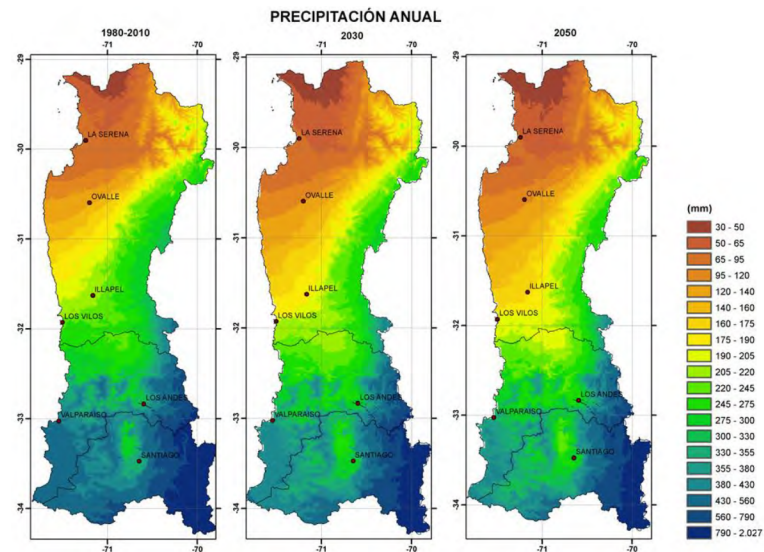 PRECIPITACIÓN ANUAL
1980-2010
2030
2050
-71 -70
-71 -70
-71 -70
-29
-30
-31
-32
-33
-34
LA SERENA
OVALLE
ILLAPEL
LOS VILOS
LOS ANDES
VALPARAISO
SANTIAGO
-71 -70
-29
-30
-31
-32
-33
-34
LA SERENA
OVALLE
ILLAPEL
LOS VILOS
LOS ANDES
VALPARAISO
SANTIAGO
-71 -70
-29
-30
-31
-32
-33
-34
LA SERENA
OVALLE
ILLAPEL
LOS VILOS
LOS ANDES
VALPARAISO
SANTIAGO
-71 -70
(mm)
30 - 50
50 - 65
65 - 95
95 - 120
120 - 140
140 - 160
160 - 175
175 - 190
190 - 205
205 - 220
220 - 245
245 - 275
275 - 300
300 - 330
330 - 355
355 - 380
380 - 430
430 - 560
560 - 790
790 - 2.027